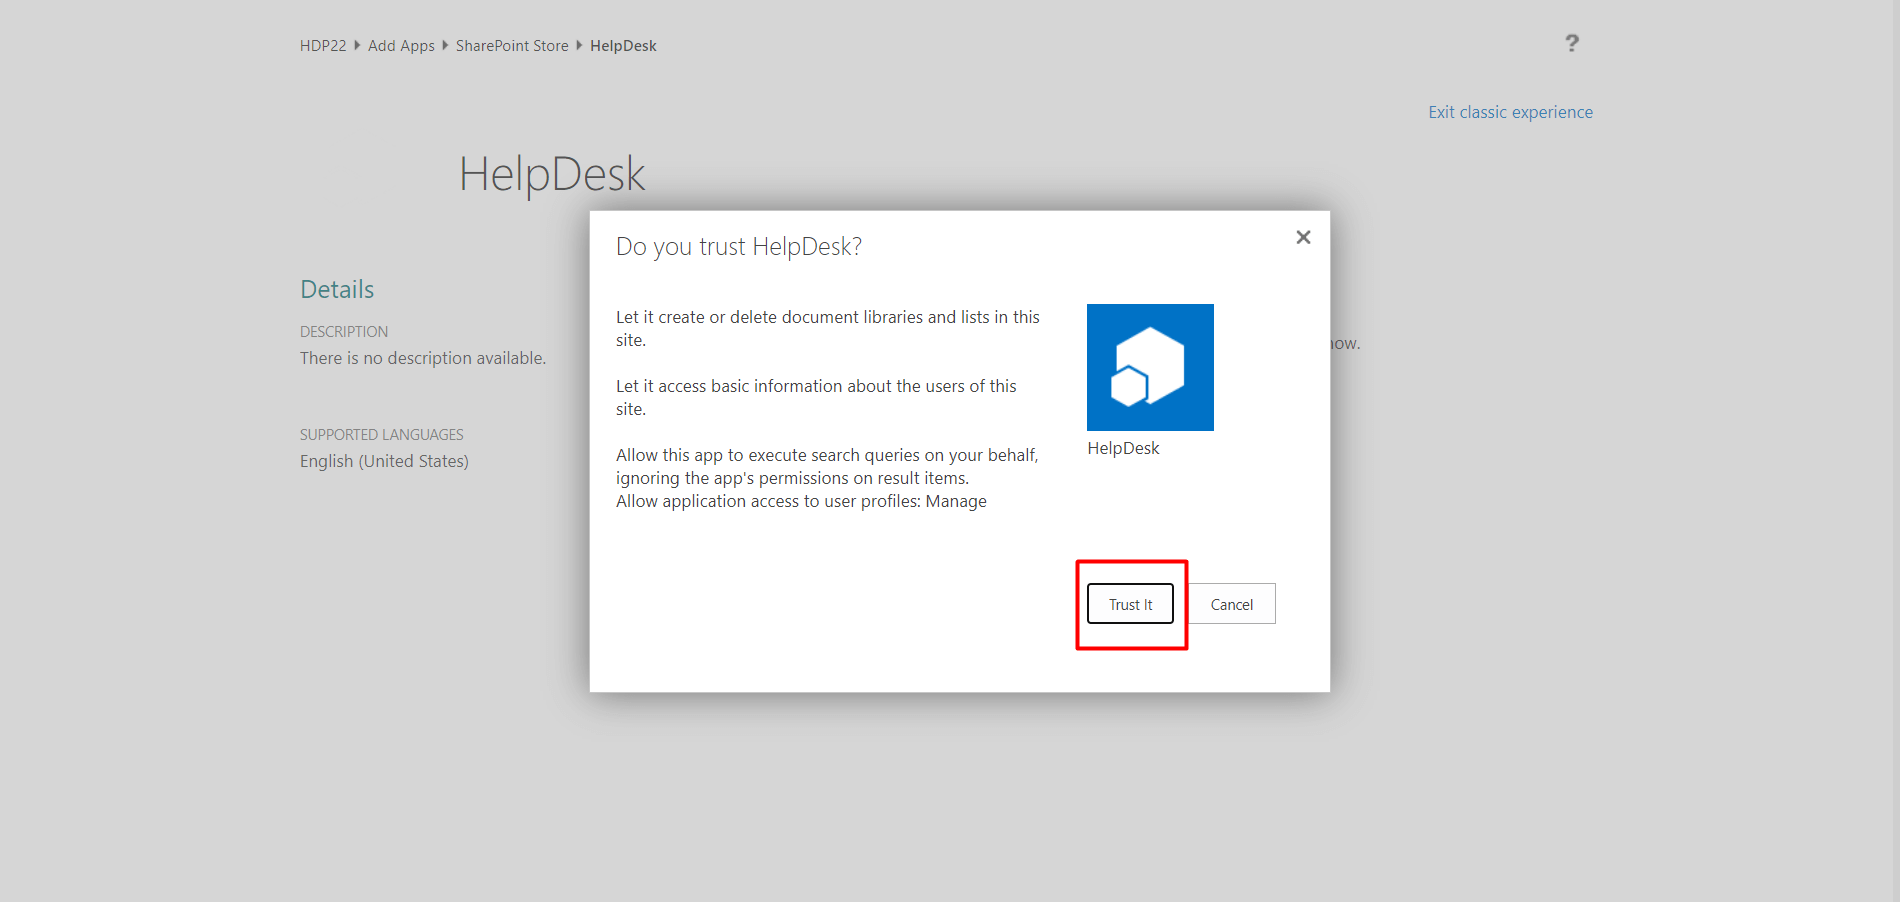 HDP22 Add Apps SharePoint Store HelpDesk
?
Exit classic experience
HelpDesk
Do you trust HelpDesk?
Details
DESCRIPTION
There is no description available.
SUPPORTED LANGUAGES
English (United States)
Let it create or delete document libraries and lists in this
site.
Let it access basic information about the users of this
site.
Allow this app to execute search queries on your behalf,
ignoring the app's permissions on result items.
Allow application access to user profiles: Manage
HelpDesk
Trust It
Cancel